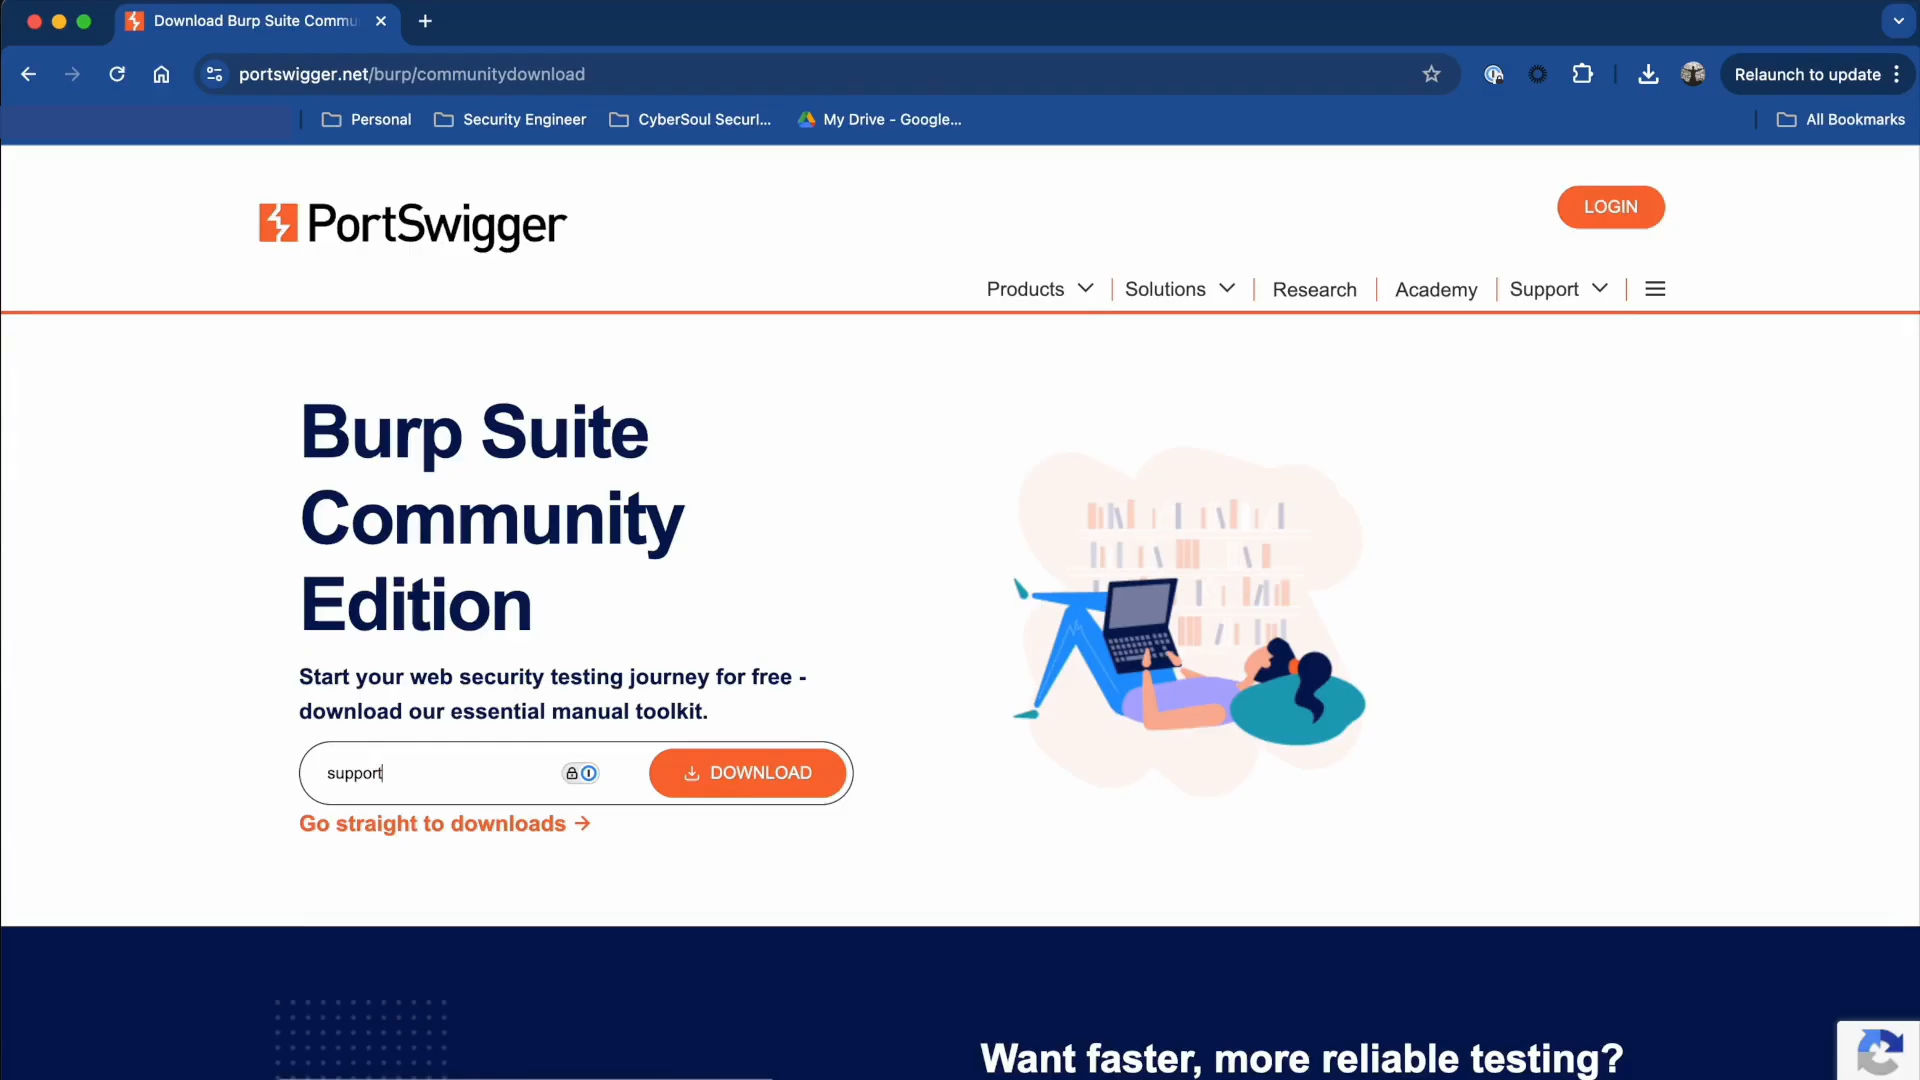 Download Burp Suite Commu
portswigger.net/burp/communitydownload
Relaunch to update
Personal
Security Engineer
CyberSoul Securi...
My Drive - Google...
All Bookmarks
PortSwigger
LOGIN
Products
Solutions
Research
Academy
Support
Burp Suite
Community
Edition
Start your web security testing journey for free -
download our essential manual toolkit.
support
DOWNLOAD
Go straight to downloads →
Want faster, more reliable testing?